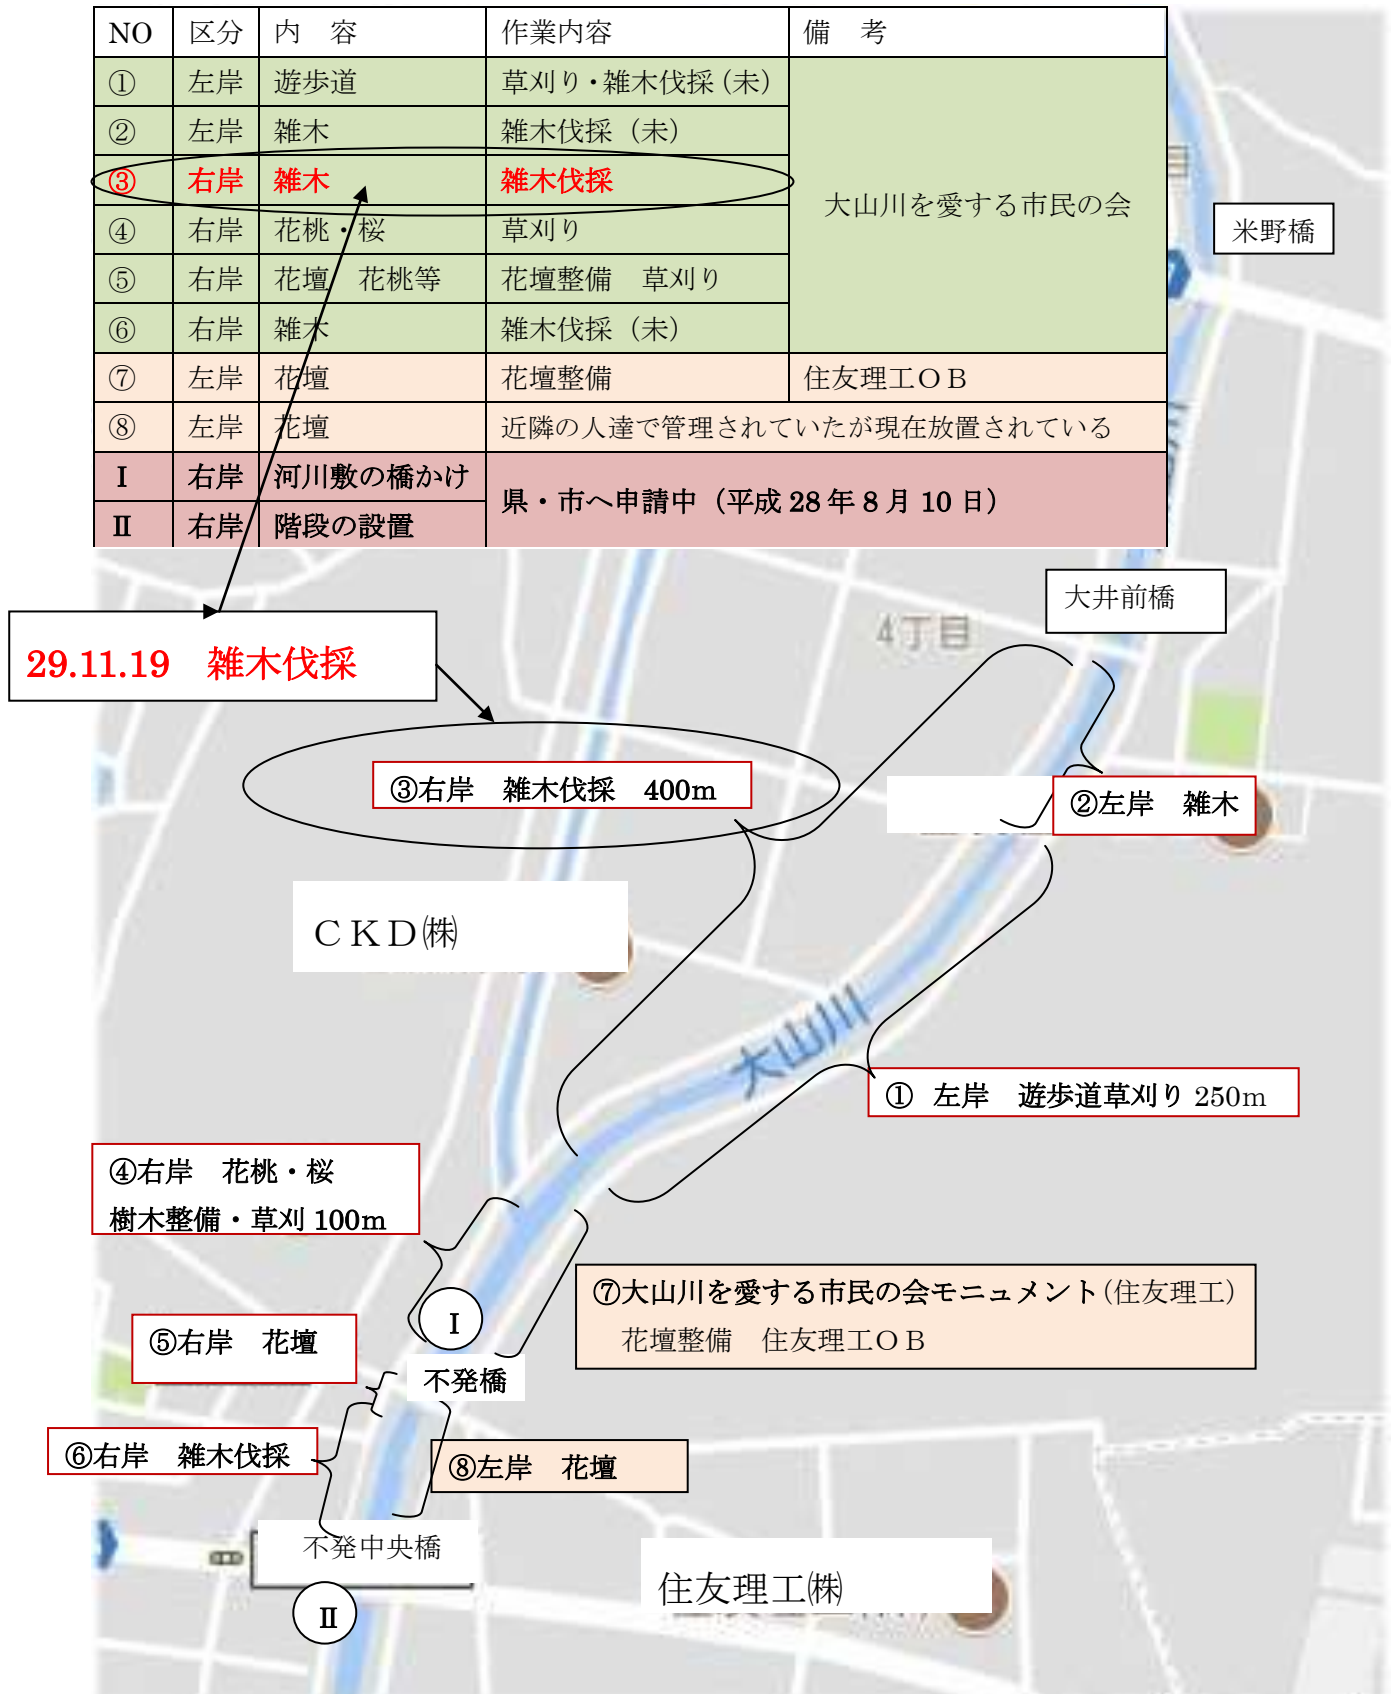 NO 区分 内　容 作業内容 備　考
① 左岸 遊歩道 草刈り・雑木伐採（未）
② 左岸 雑木 雑木伐採（未）
③ 右岸 雑木 雑木伐採
大山川を愛する市民の会
④ 右岸 花桃・桜 草刈り
⑤ 右岸 花壇　花桃等 花壇整備　草刈り
⑥ 右岸 雑木 雑木伐採（未）
⑦ 左岸 花壇 花壇整備 住友理工ＯＢ
⑧ 左岸 花壇 近隣の人達で管理されていたが現在放置されている
Ⅰ 右岸 河川敷の橋かけ
県・市へ申請中（平成 28 年 8 月 10 日）
Ⅱ 右岸 階段の設置
米野橋
大井前橋
4丁目
29.11.19　雑木伐採
③右岸　雑木伐採　400m
②左岸　雑木
ＣＫＤ㈱
大山川
①　左岸　遊歩道草刈り 250m
④右岸　花桃・桜
樹木整備・草刈 100m
⑦大山川を愛する市民の会モニュメント（住友理工）
花壇整備　住友理工ＯＢ
Ⅰ
⑤右岸　花壇
不発橋
⑥右岸　雑木伐採
⑧左岸　花壇
不発中央橋
住友理工㈱
Ⅱ